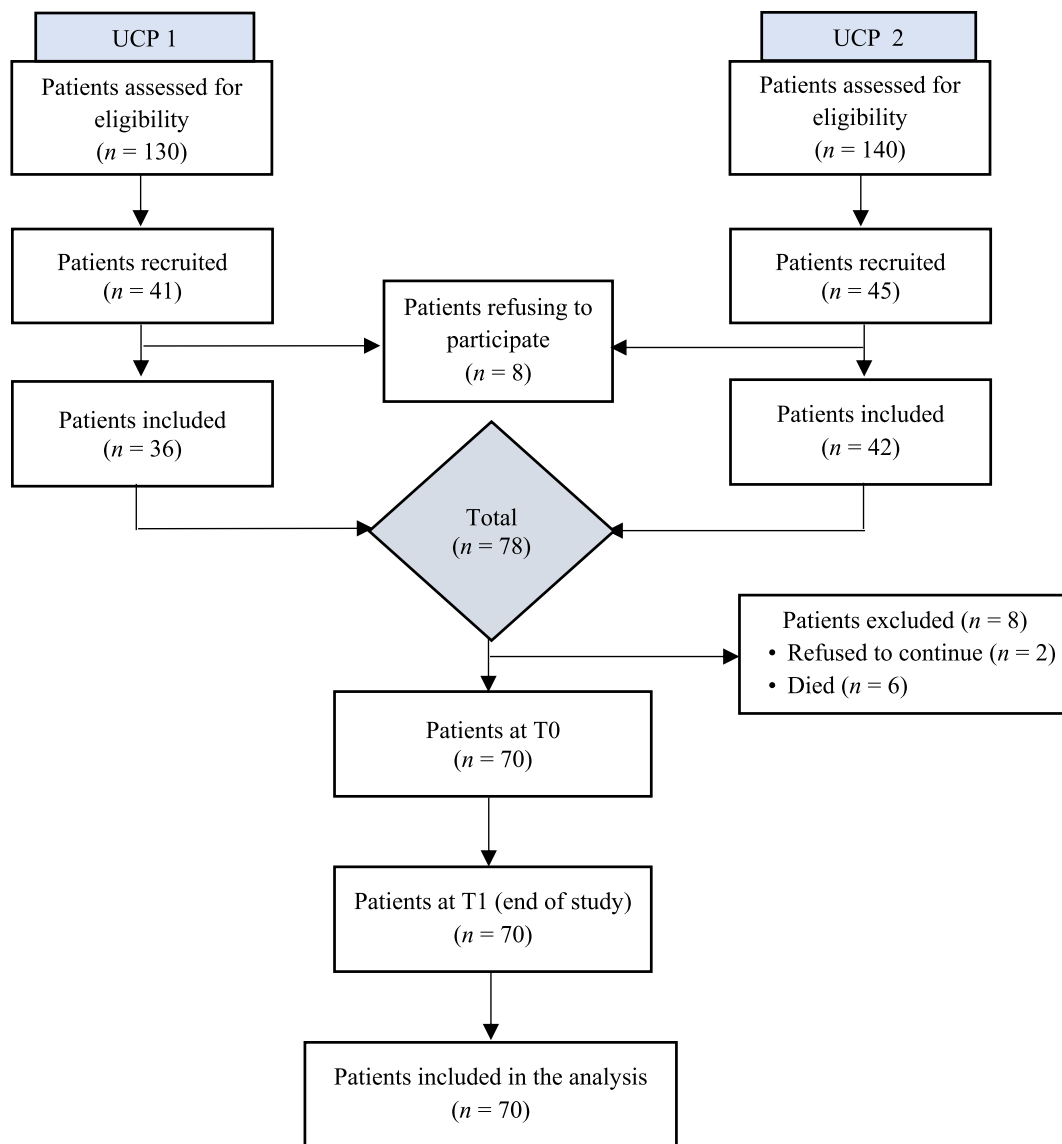 UCP 1
Patients assessed for
eligibility
(n = 130)
Patients recruited
(n = 41)
Patients included
(n = 36)
UCP 2
Patients assessed for
eligibility
(n = 140)
Patients recruited
(n = 45)
Patients included
(n = 42)
Patients refusing to
participate
(n = 8)
Total
(n = 78)
Patients excluded (n = 8)
• Refused to continue (n = 2)
• Died (n = 6)
Patients at T0
(n = 70)
Patients at T1 (end of study)
(n = 70)
Patients included in the analysis
(n = 70)